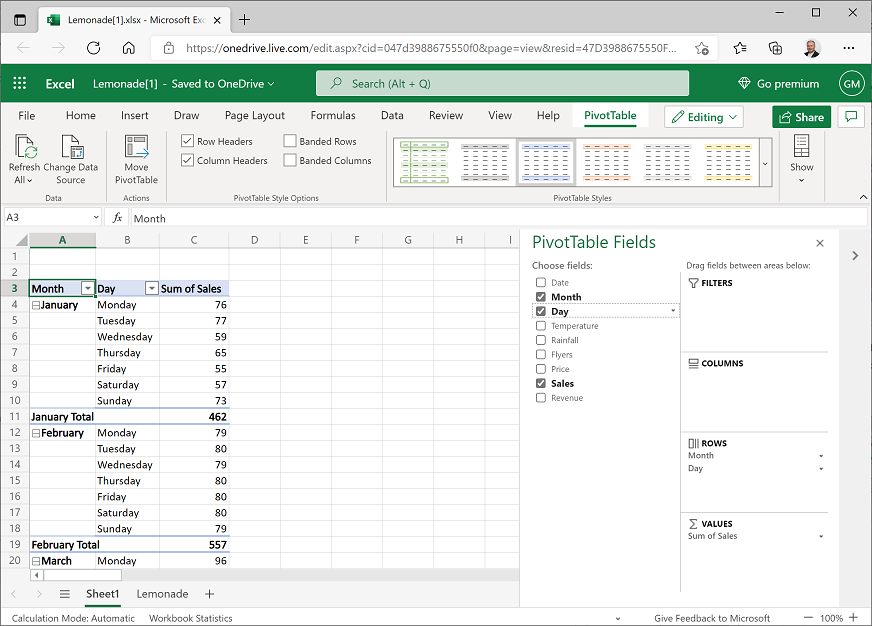 Lemonade[1].xlsx - Microsoft Exc
https://onedrive.live.com/edit.aspx?cid=047d3988675550f0&page=view&resid=47D3988675550F...
Excel Lemonade[1] - Saved to OneDrive Search (Alt + Q) Go premium GM
File Home Insert Draw Page Layout Formulas Data Review View Help PivotTable Editing Share
Refresh All Change Data Source Move PivotTable Row Headers Banded Rows Show
Column Headers Banded Columns
Data Actions PivotTable Style Options PivotTable Styles
A3 fx Month
A B C D E F G H I
1
2
3 Month Day Sum of Sales
4 January Monday 76
5 Tuesday 77
6 Wednesday 59
7 Thursday 65
8 Friday 55
9 Saturday 57
10 Sunday 73
11 January Total 462
12 February Monday 79
13 Tuesday 80
14 Wednesday 79
15 Thursday 80
16 Friday 80
17 Saturday 80
18 Sunday 79
19 February Total 557
20 March Monday 96
PivotTable Fields
Choose fields:
Date
Month
Day
Temperature
Rainfall
Flyers
Price
Sales
Revenue
Drag fields between areas below:
FILTERS
COLUMNS
ROWS
Month
Day
Σ VALUES
Sum of Sales
Sheet1 Lemonade +
Calculation Mode: Automatic Workbook Statistics Give Feedback to Microsoft — 100% +